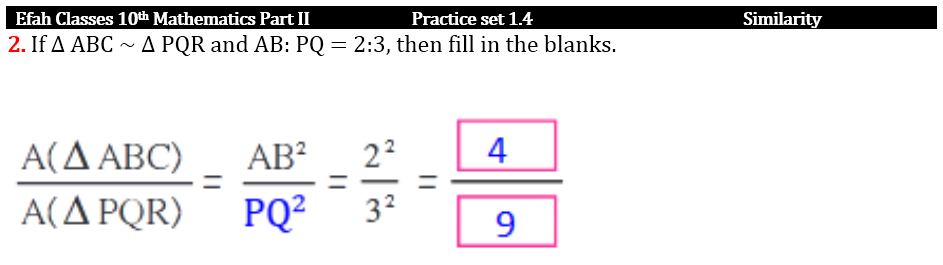 Efah Classes 10th Mathematics Part II Practice set 1.4 Similarity
2. If Δ ABC ~ Δ PQR and AB: PQ = 2:3, then fill in the blanks.
A(Δ ABC) / A(Δ PQR) = AB² / PQ² = 2² / 3² = 4 / 9